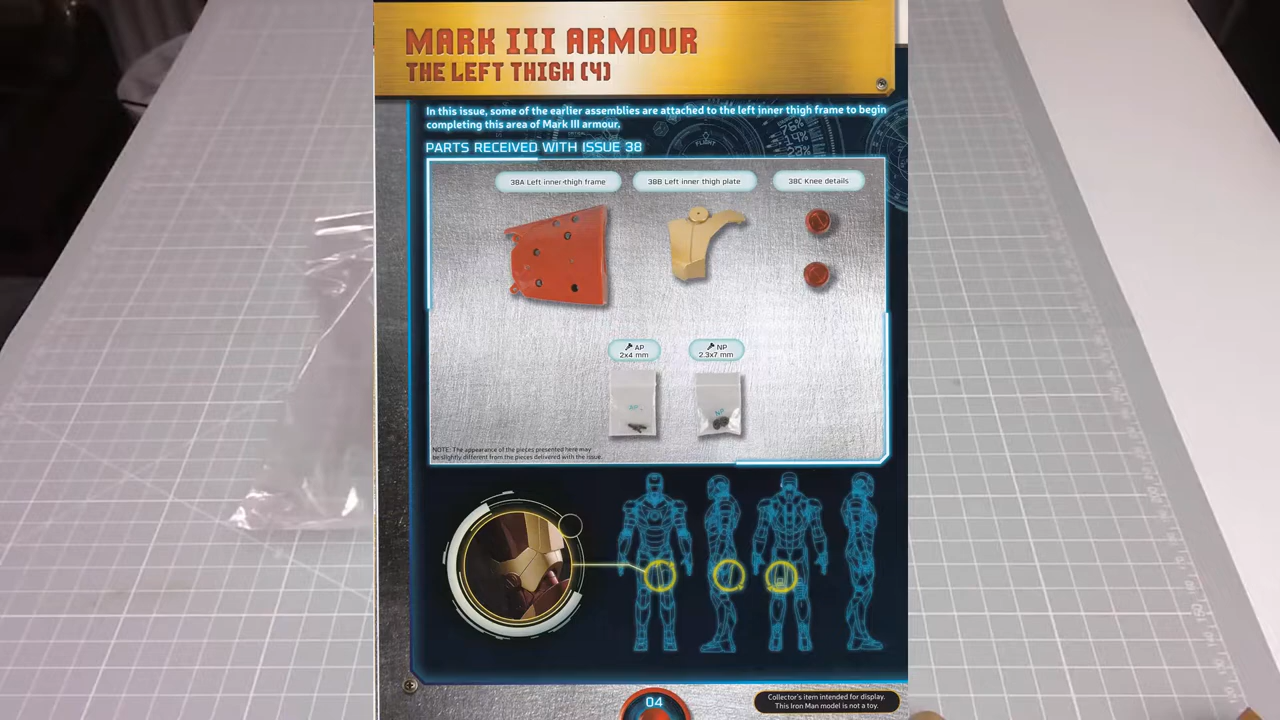 MARK III ARMOUR
THE LEFT THIGH (4)
In this issue, some of the earlier assemblies are attached to the left inner thigh frame to begin
completing this area of Mark III armour.
PARTS RECEIVED WITH ISSUE 38
38A Left inner thigh frame
38B Left inner thigh plate
38C Knee details
AP
2x4 mm
NP
2.3x7 mm
NOTE: The appearance of the pieces presented here may
be slightly different from the pieces delivered with the issue.
FLIGHT
04
Collector's item intended for display.
This Iron Man model is not a toy.